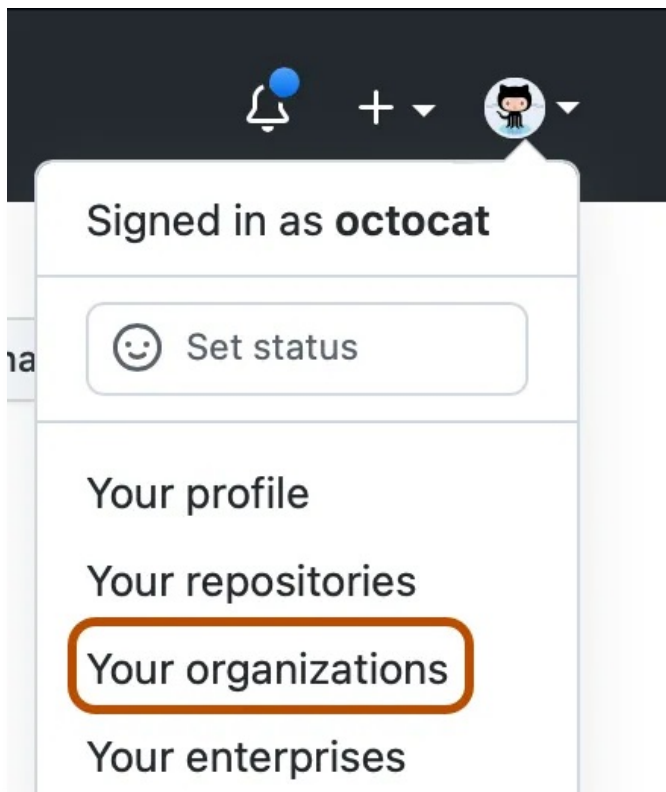 Signed in as octocat
Set status
Your profile
Your repositories
Your organizations
Your enterprises